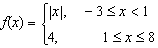 f(x) = { |x|, − 3 ≤ x < 1
4, 1 ≤ x ≤ 8